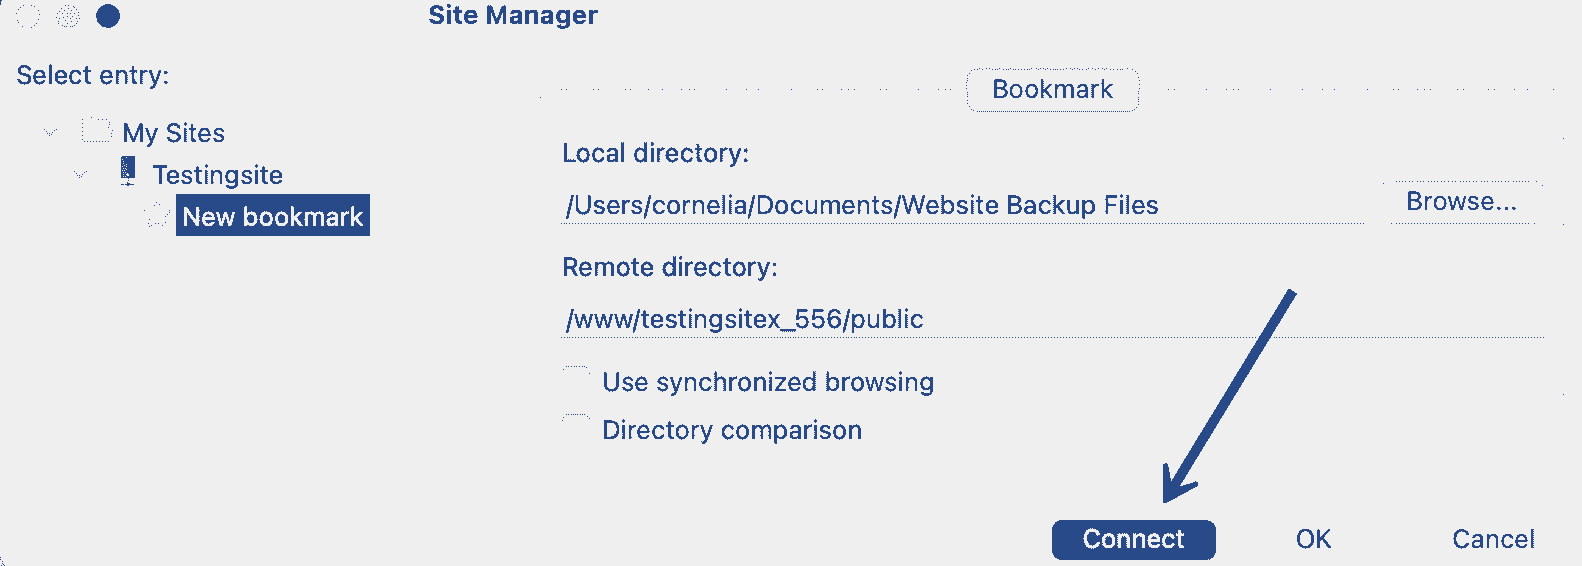 Site Manager
Select entry:
My Sites
Testingsite
New bookmark
Bookmark
Local directory:
/Users/cornelia/Documents/Website Backup Files
Browse...
Remote directory:
/www/testingsitex_556/public
Use synchronized browsing
Directory comparison
Connect
OK
Cancel